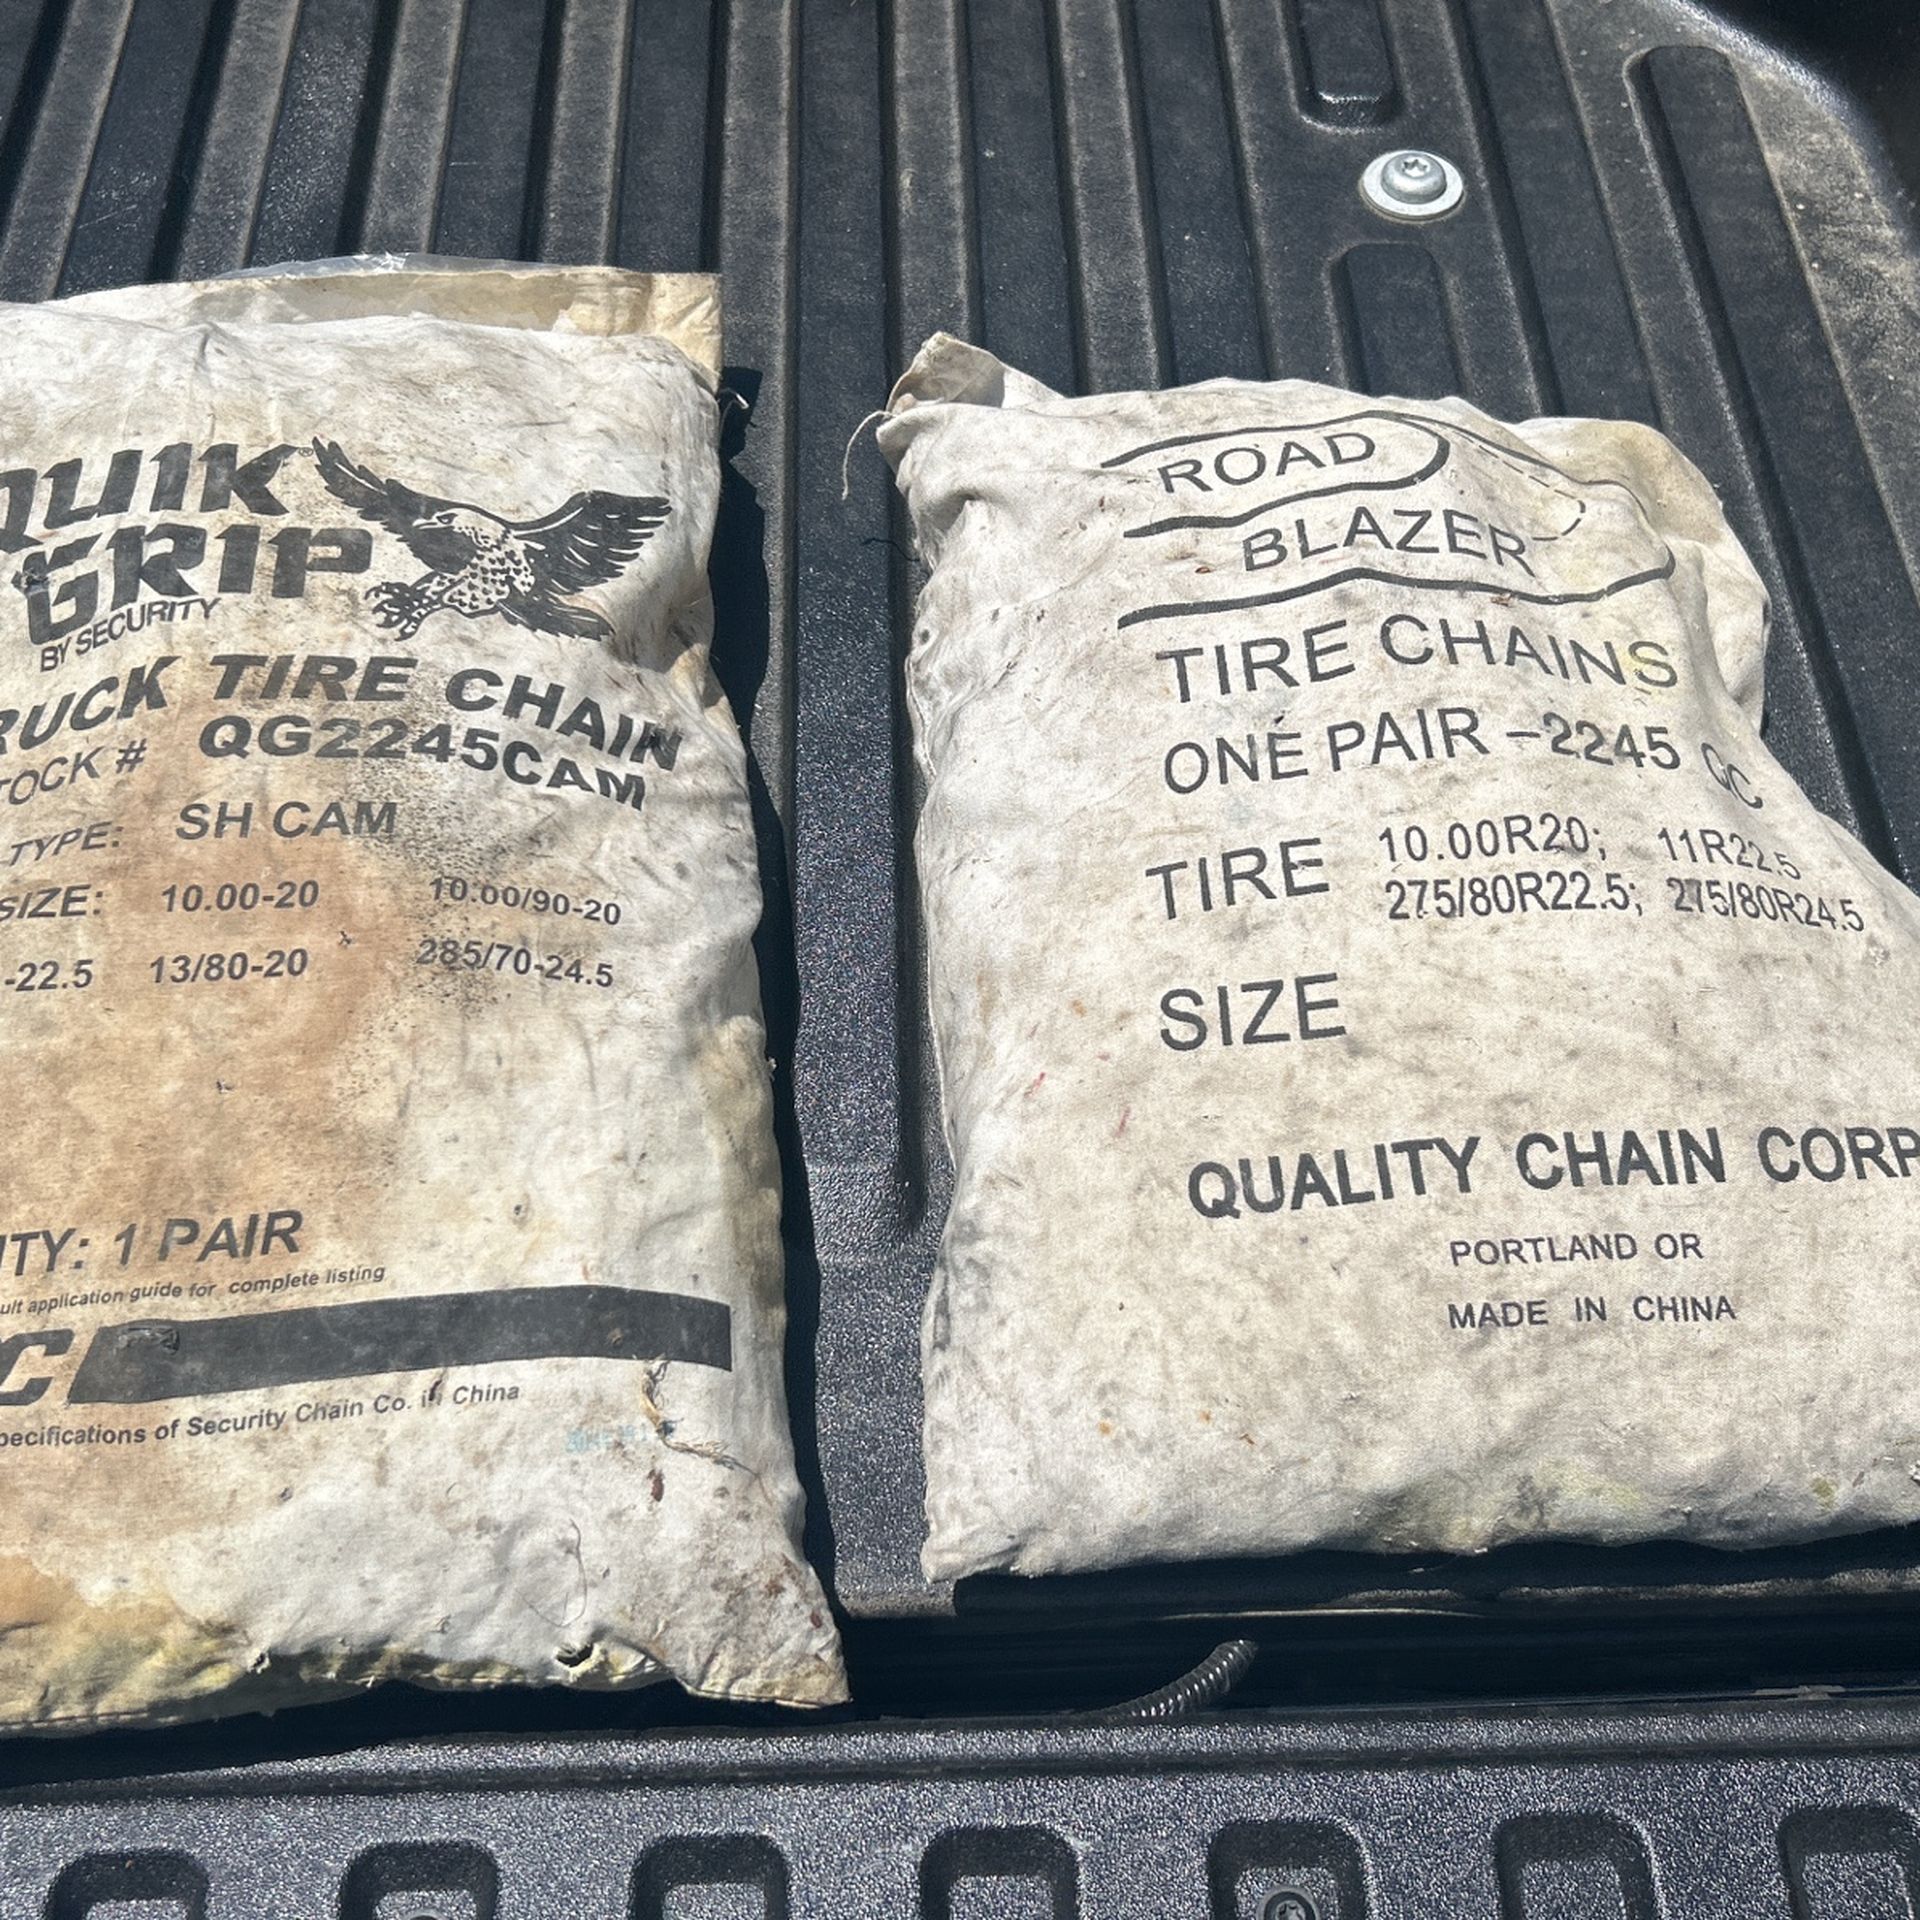 QUIK®
GRIP
BY SECURITY
RUCK TIRE CHAIN
TOCK # QG2245CAM
TYPE: SH CAM
SIZE: 10.00-20 10.00/90-20
-22.5 13/80-20 285/70-24.5
ITY: 1 PAIR
ult application guide for complete listing
C
pecifications of Security Chain Co. in China
ROAD
BLAZER
TIRE CHAINS
ONE PAIR -2245 QC
TIRE 10.00R20; 11R22.5
275/80R22.5; 275/80R24.5
SIZE
QUALITY CHAIN CORP
PORTLAND OR
MADE IN CHINA